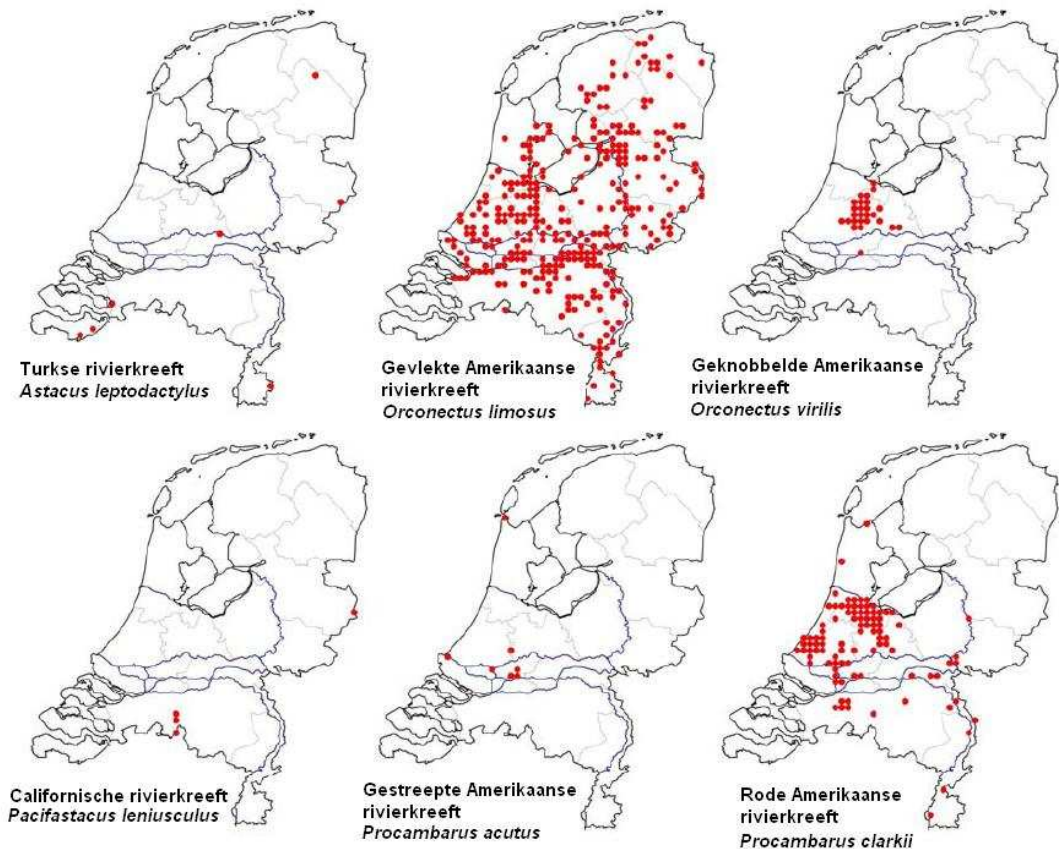 Turkse rivierkreeft
Astacus leptodactylus
Gevlekte Amerikaanse
rivierkreeft
Orconectus limosus
Geknobbelde Amerikaanse
rivierkreeft
Orconectus virilis
Californische rivierkreeft
Pacifastacus leniusculus
Gestreepte Amerikaanse
rivierkreeft
Procambarus acutus
Rode Amerikaanse
rivierkreeft
Procambarus clarkii